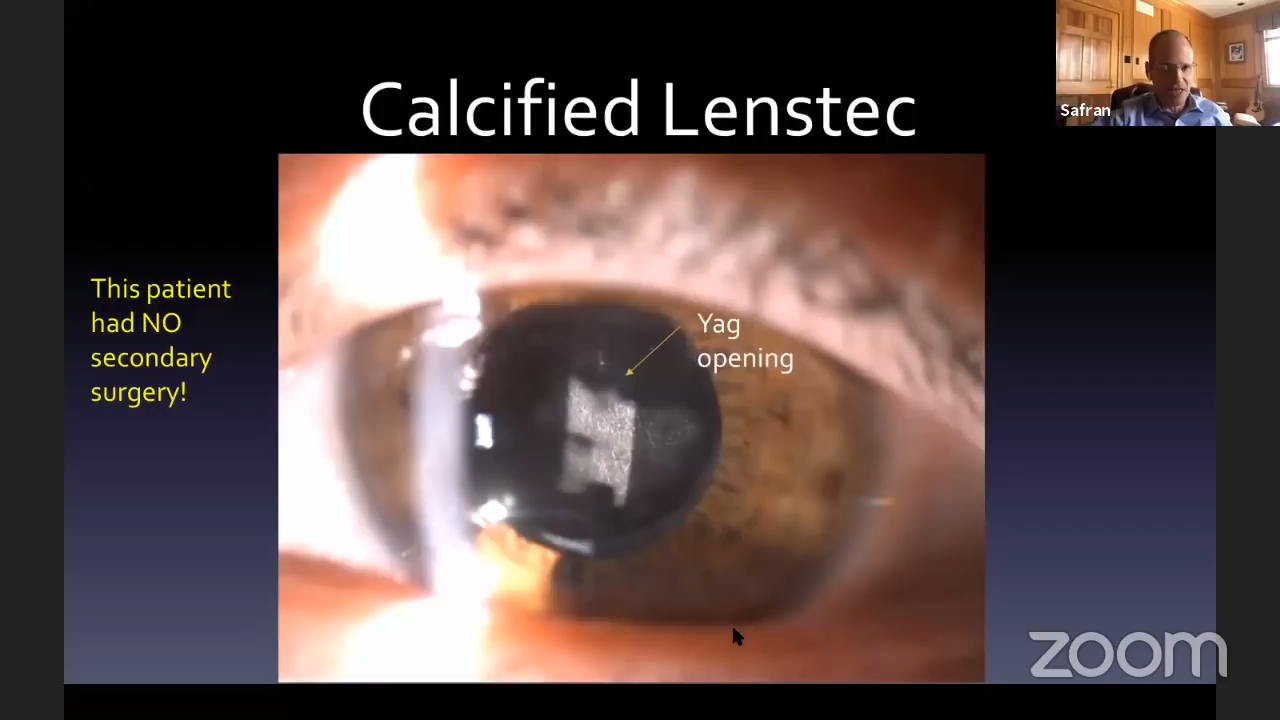 Calcified Lenstec
Safran
This patient
had NO
secondary
surgery!
Yag
opening
zoom